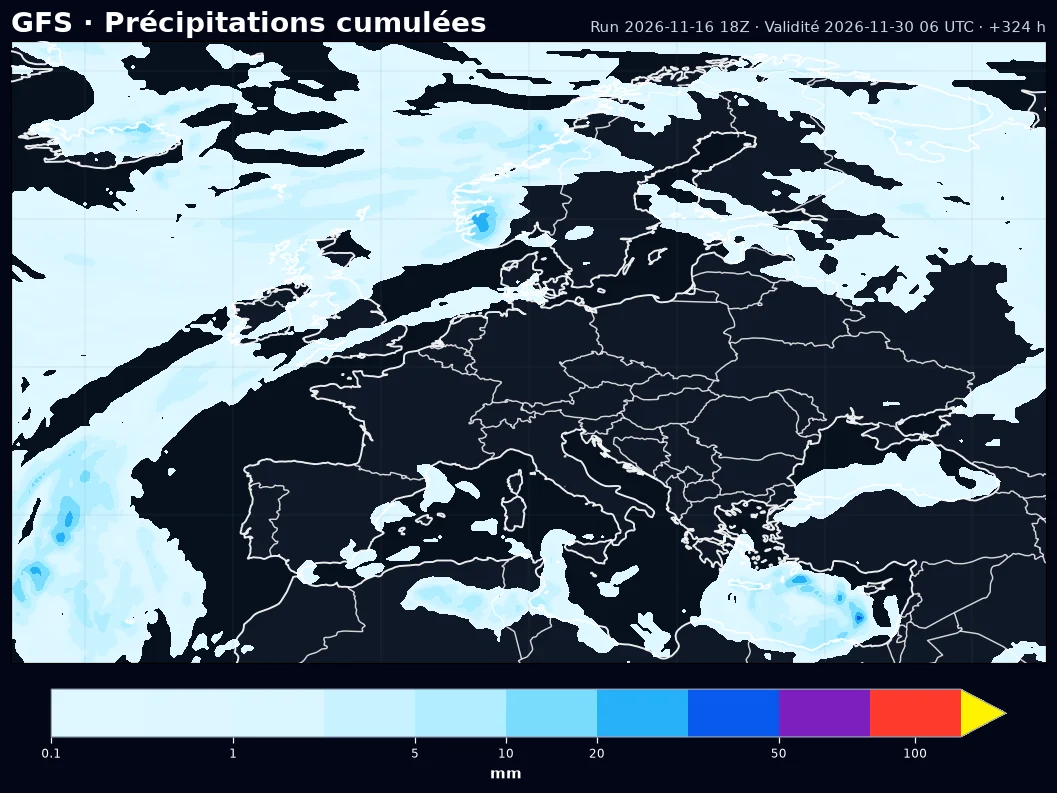 GFS · Précipitations cumulées
Run 2026-11-16 18Z · Validité 2026-11-30 06 UTC · +324 h
0.1 1 5 10 20 50 100
mm